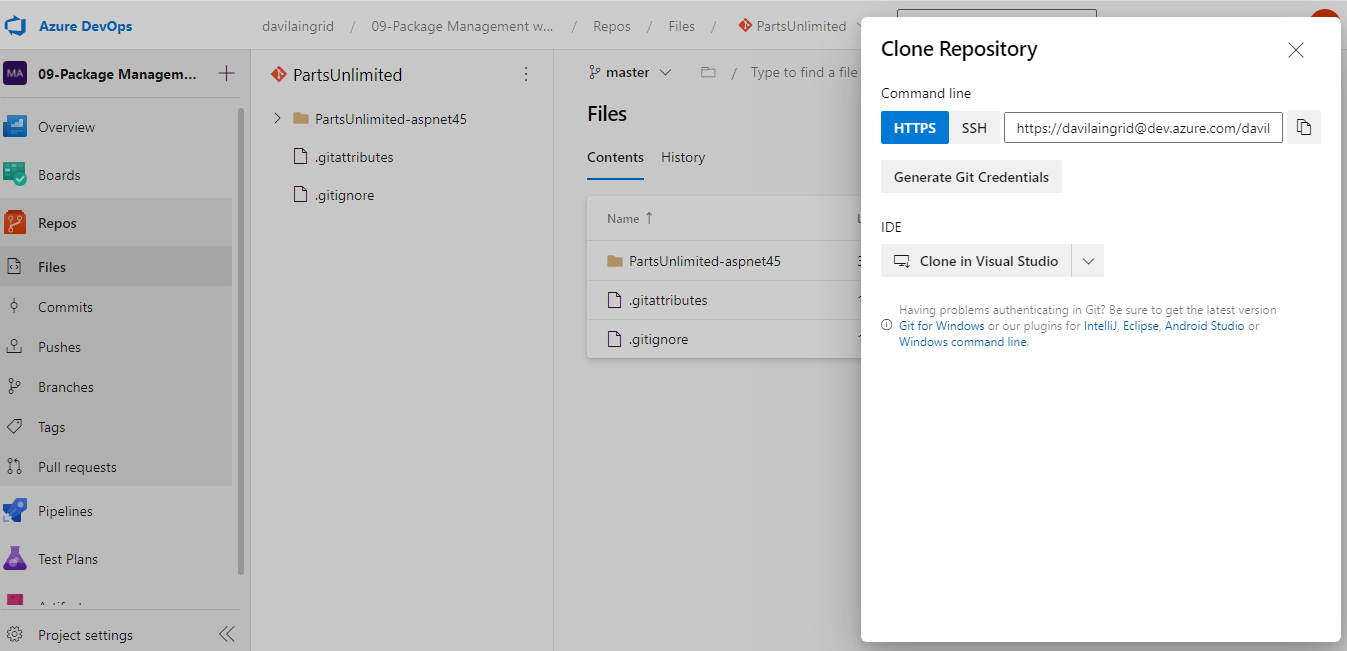 Azure DevOps
davilaingrid / 09-Package Management w... / Repos / Files / PartsUnlimited
MA 09-Package Managem...
Overview
Boards
Repos
Files
Commits
Pushes
Branches
Tags
Pull requests
Pipelines
Test Plans
Project settings
PartsUnlimited
PartsUnlimited-aspnet45
.gitattributes
.gitignore
master / Type to find a file
Files
Contents History
Name
PartsUnlimited-aspnet45
.gitattributes
.gitignore
Clone Repository
Command line
HTTPS SSH https://davilaingrid@dev.azure.com/davil
Generate Git Credentials
IDE
Clone in Visual Studio
Having problems authenticating in Git? Be sure to get the latest version
Git for Windows or our plugins for IntelliJ, Eclipse, Android Studio or
Windows command line.